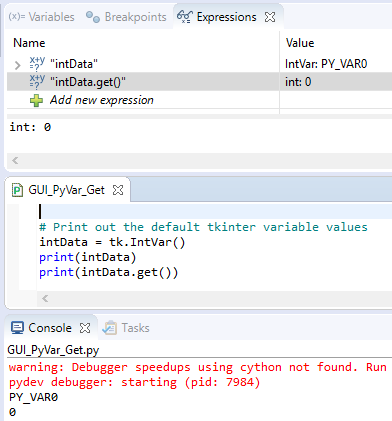 Variables Breakpoints Expressions
Name Value
"intData" IntVar: PY_VAR0
"intData.get()" int: 0
Add new expression
int: 0
GUI_PyVar_Get
# Print out the default tkinter variable values
intData = tk.IntVar()
print(intData)
print(intData.get())
Console Tasks
GUI_PyVar_Get.py
warning: Debugger speedups using cython not found. Run
pydev debugger: starting (pid: 7984)
PY_VAR0
0